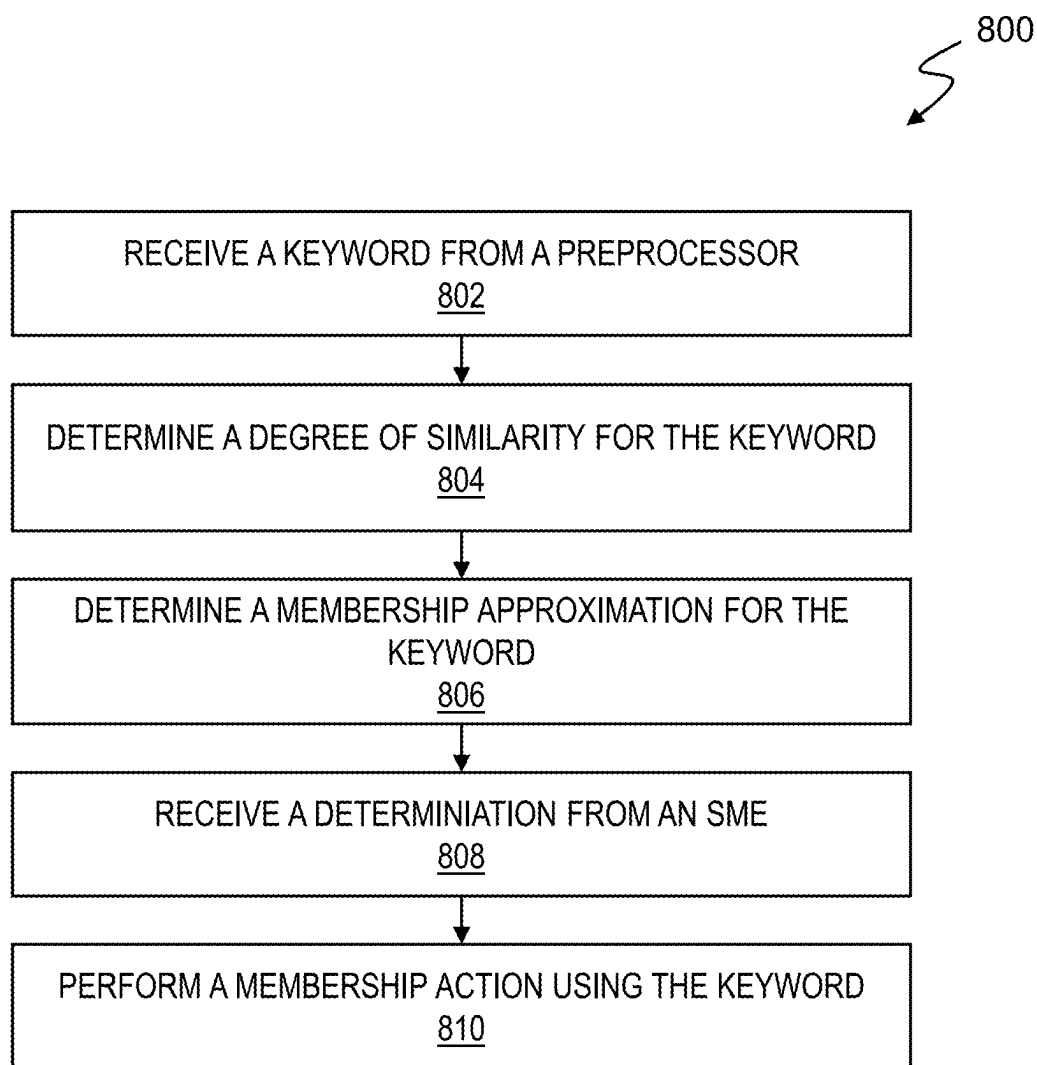 800
RECEIVE A KEYWORD FROM A PREPROCESSOR
802
DETERMINE A DEGREE OF SIMILARITY FOR THE KEYWORD
804
DETERMINE A MEMBERSHIP APPROXIMATION FOR THE
KEYWORD
806
RECEIVE A DETERMINIATION FROM AN SME
808
PERFORM A MEMBERSHIP ACTION USING THE KEYWORD
810